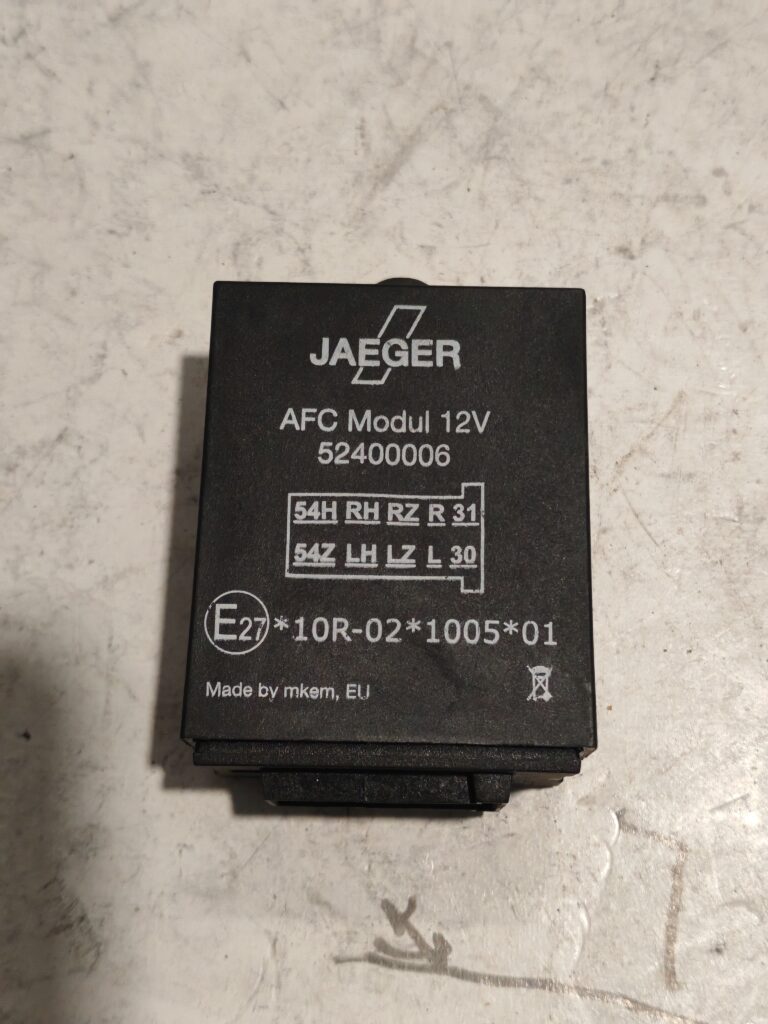 JAEGER
AFC Modul 12V
52400006
54H RH RZ R 31
54Z LH LZ L 30
E27*10R-02*1005*01
Made by mkem, EU